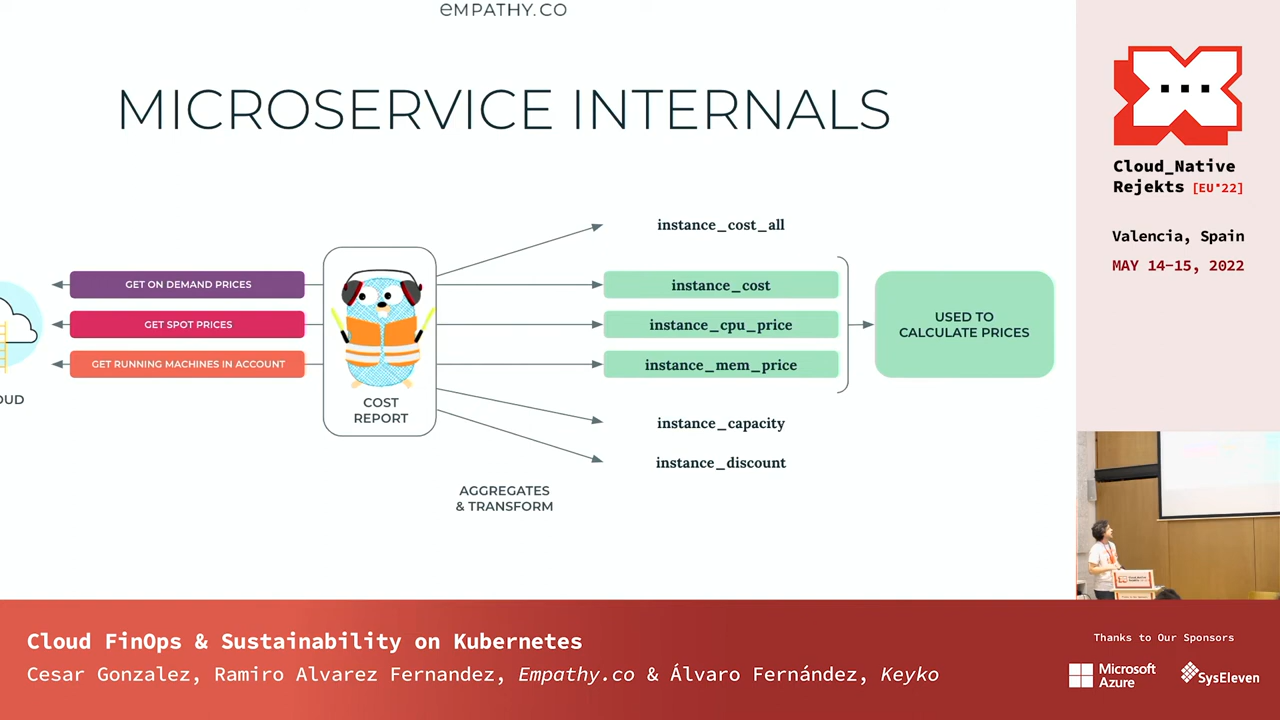 eMPATHY.CO
MICROSERVICE INTERNALS
GET ON DEMAND PRICES
GET SPOT PRICES
GET RUNNING MACHINES IN ACCOUNT
OUD
COST
REPORT
AGGREGATES
& TRANSFORM
instance_cost_all
instance_cost
instance_cpu_price
instance_mem_price
instance_capacity
instance_discount
USED TO
CALCULATE PRICES
Cloud_Native
Rejekts [EU*22]
Valencia, Spain
MAY 14-15, 2022
Cloud FinOps & Sustainability on Kubernetes
Cesar Gonzalez, Ramiro Alvarez Fernandez, Empathy.co & Álvaro Fernández, Keyko
Thanks to Our Sponsors
Microsoft
Azure
SysEleven